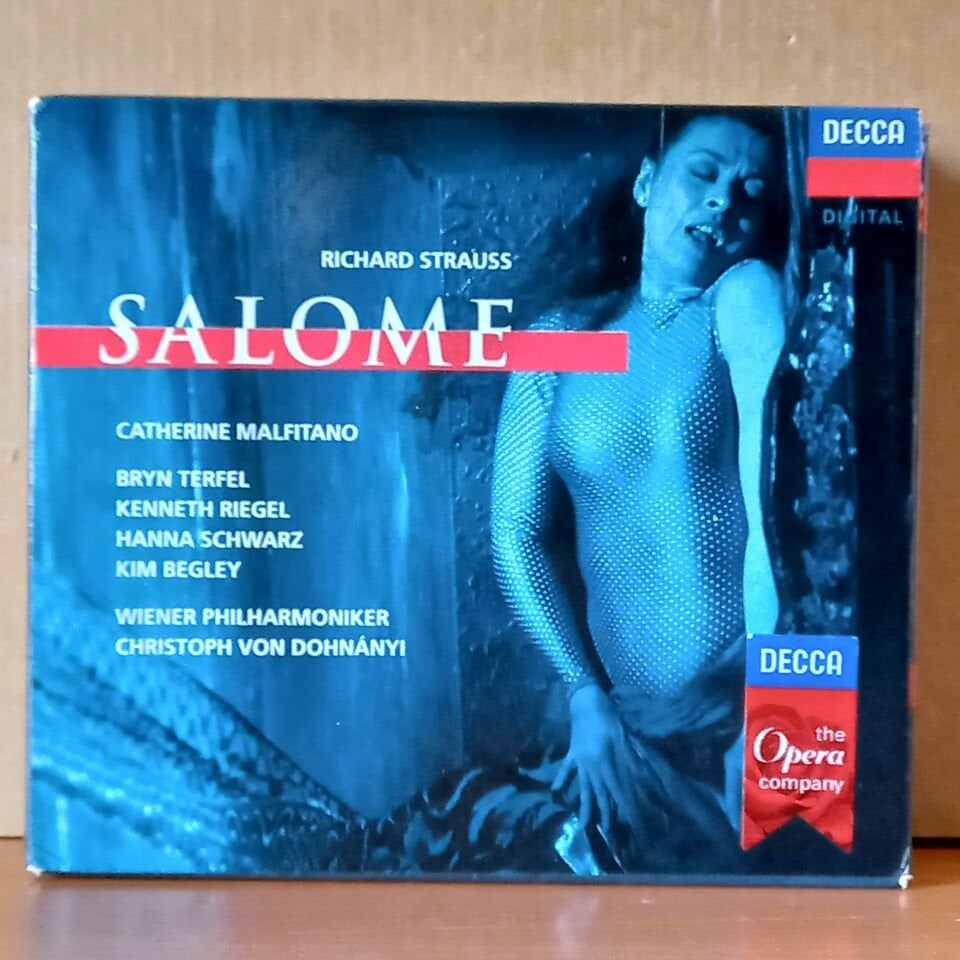 DECCA
DIGITAL
RICHARD STRAUSS
SALOME
CATHERINE MALFITANO
BRYN TERFEL
KENNETH RIEGEL
HANNA SCHWARZ
KIM BEGLEY
WIENER PHILHARMONIKER
CHRISTOPH VON DOHNÁNYI
DECCA
the
Opera
company